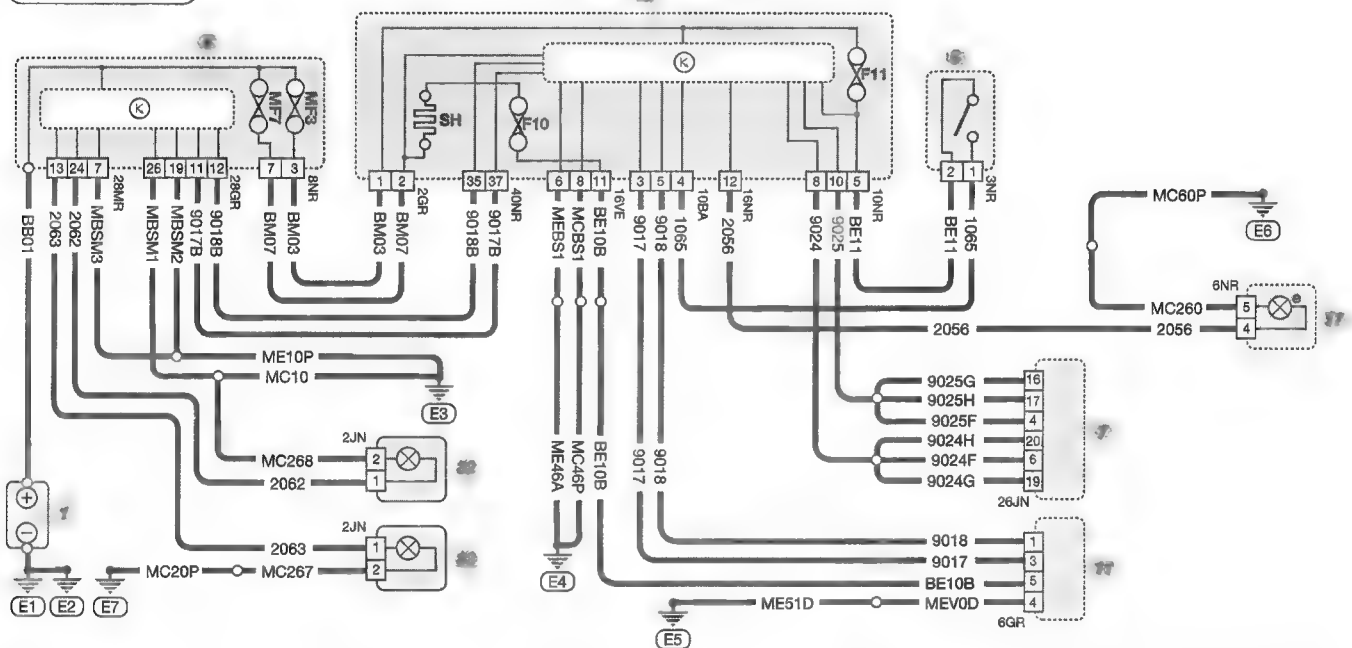 K
MF7
MF3
K
SH
F10
F11
13 24 7
28MR
26 19 11 12
28GR
7 3
8NR
1 2
2GR
35 37
40NR
6 8 11
16VE
3 5 4
10BA
12
16NR
8 10 5
10NR
2 1
3NR
BB01
2063
2062
MBSM3
MBSM1
MBSM2
9017B
9018B
BM07
BM03
BM03
BM07
9018B
9017B
MEBS1
MCBS1
BE10B
9017
9018
1065
2056
9024
9025
BE11
BE11
1065
MC60P
E6
6NR
MC260 5
2056 2056 4
ME10P
MC10
E3
9025G 16
9025H 17
9025F 4
9024H 20
9024F 6
9024G 19
26JN
2JN
MC268 2
2062 1
ME46A
MC46P
BE10B
9017
9018
2JN
2063 1
MC20P MC267 2
+
−
1
E1 E2 E7
E4
9018 1
9017 3
BE10B 5
ME51D MEV0D 4
6GR
E5